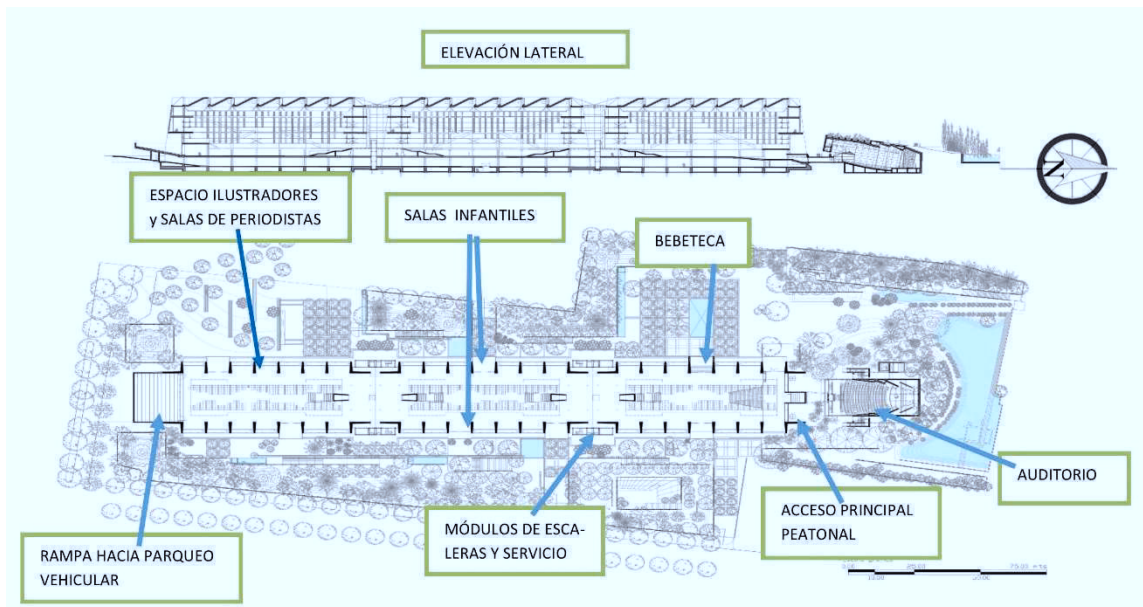 ELEVACIÓN LATERAL
N
ESPACIO ILUSTRADORES
y SALAS DE PERIODISTAS
SALAS INFANTILES
BEBETECA
AUDITORIO
ACCESO PRINCIPAL
PEATONAL
MÓDULOS DE ESCA-
LERAS Y SERVICIO
RAMPA HACIA PARQUEO
VEHICULAR